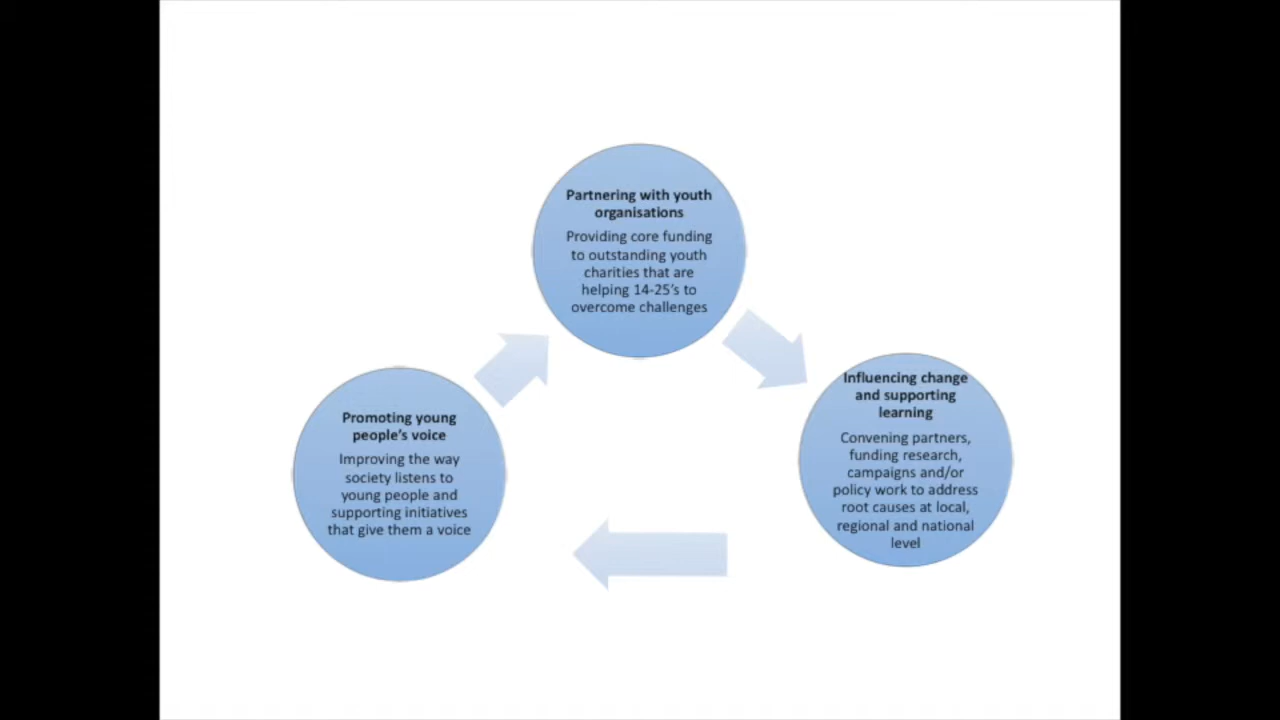 Partnering with youth
organisations
Providing core funding
to outstanding youth
charities that are
helping 14-25’s to
overcome challenges
Influencing change
and supporting
learning
Convening partners,
funding research,
campaigns and/or
policy work to address
root causes at local,
regional and national
level
Promoting young
people’s voice
Improving the way
society listens to
young people and
supporting initiatives
that give them a voice